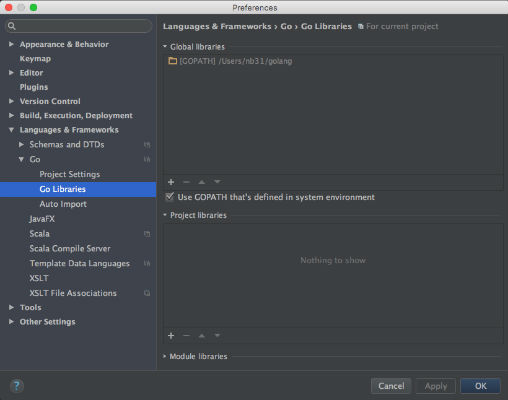 Preferences
Languages & Frameworks › Go › Go Libraries For current project
Appearance & Behavior
Keymap
Editor
Plugins
Version Control
Build, Execution, Deployment
Languages & Frameworks
Schemas and DTDs
Go
Project Settings
Go Libraries
Auto Import
JavaFX
Scala
Scala Compile Server
Template Data Languages
XSLT
XSLT File Associations
Tools
Other Settings
Global libraries
[GOPATH] /Users/nb31/golang
Use GOPATH that's defined in system environment
Project libraries
Nothing to show
Module libraries
?
Cancel
Apply
OK